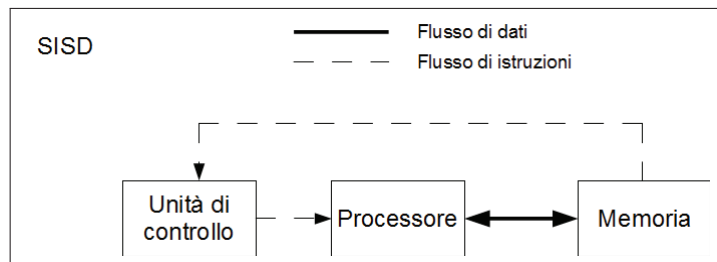 SISD
Flusso di dati
Flusso di istruzioni
Unità di
controllo
Processore
Memoria